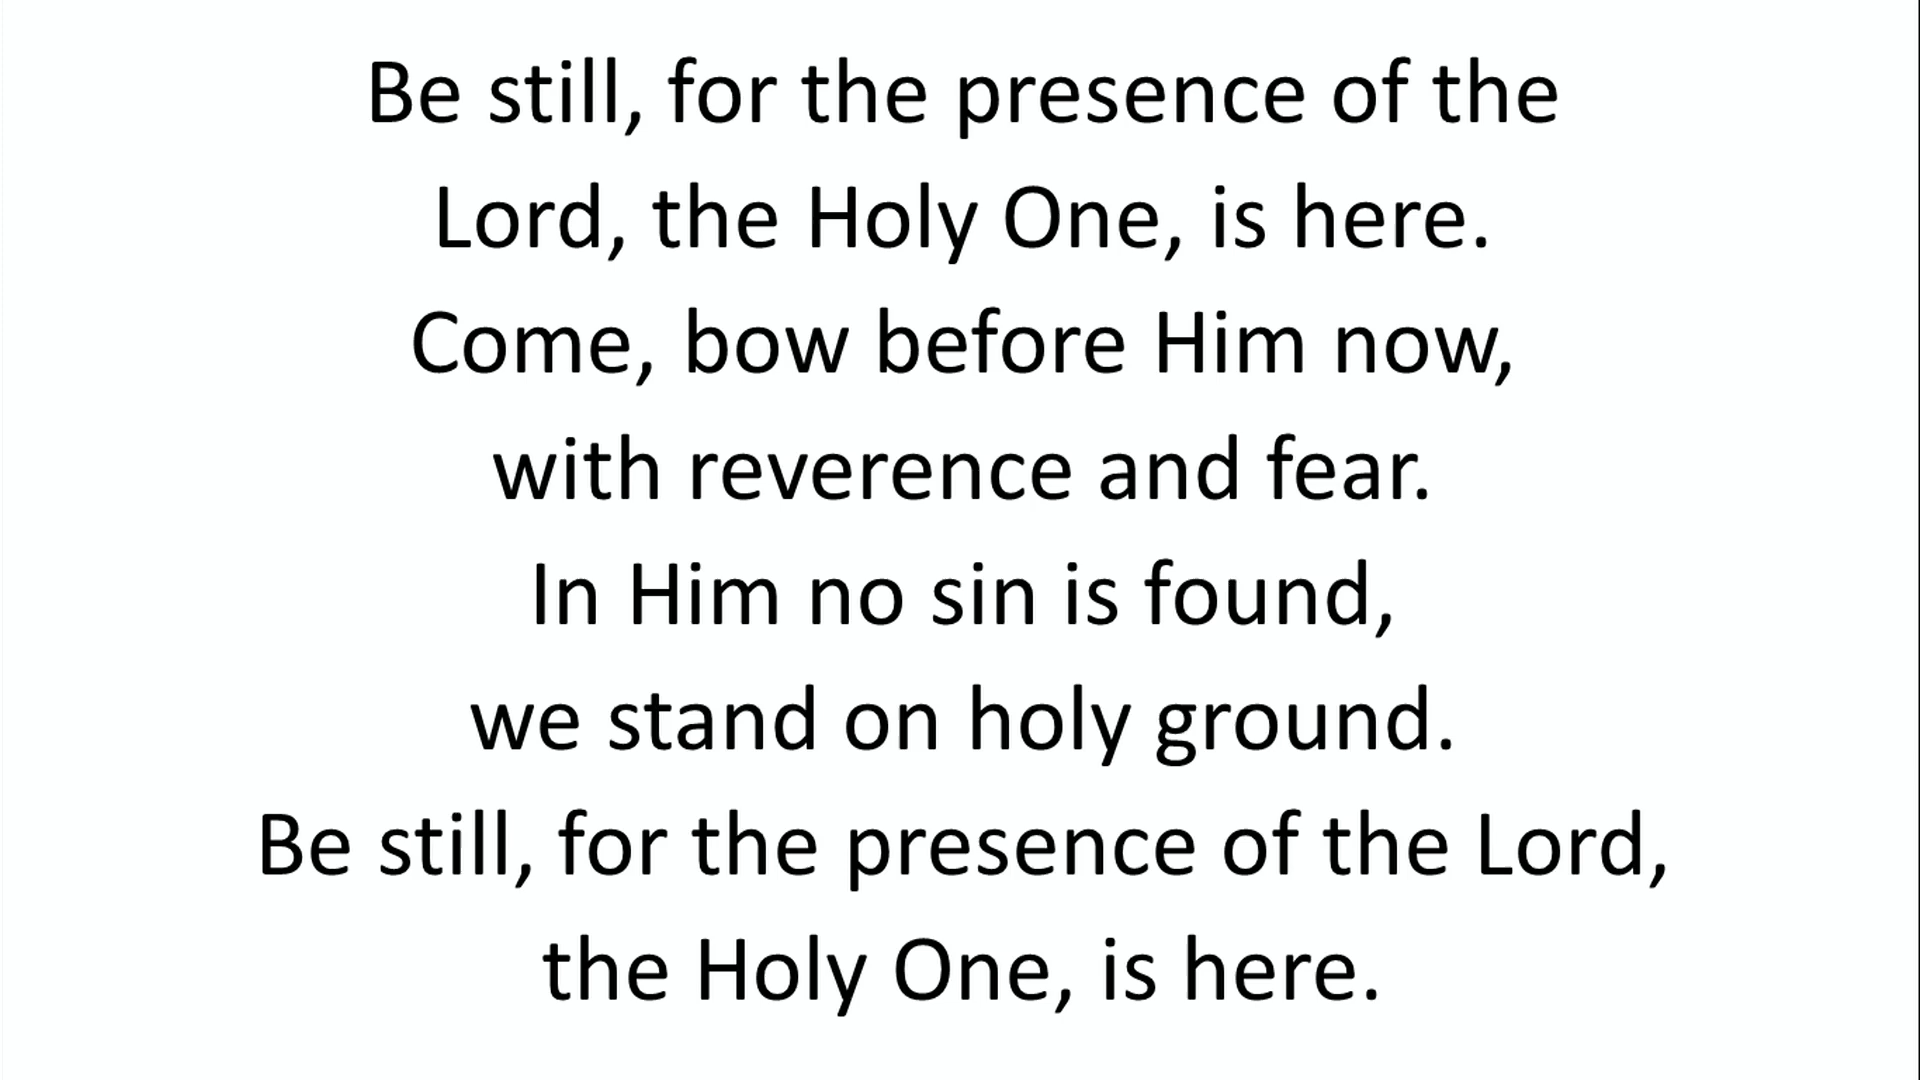 Be still, for the presence of the
Lord, the Holy One, is here.
Come, bow before Him now,
with reverence and fear.
In Him no sin is found,
we stand on holy ground.
Be still, for the presence of the Lord,
the Holy One, is here.